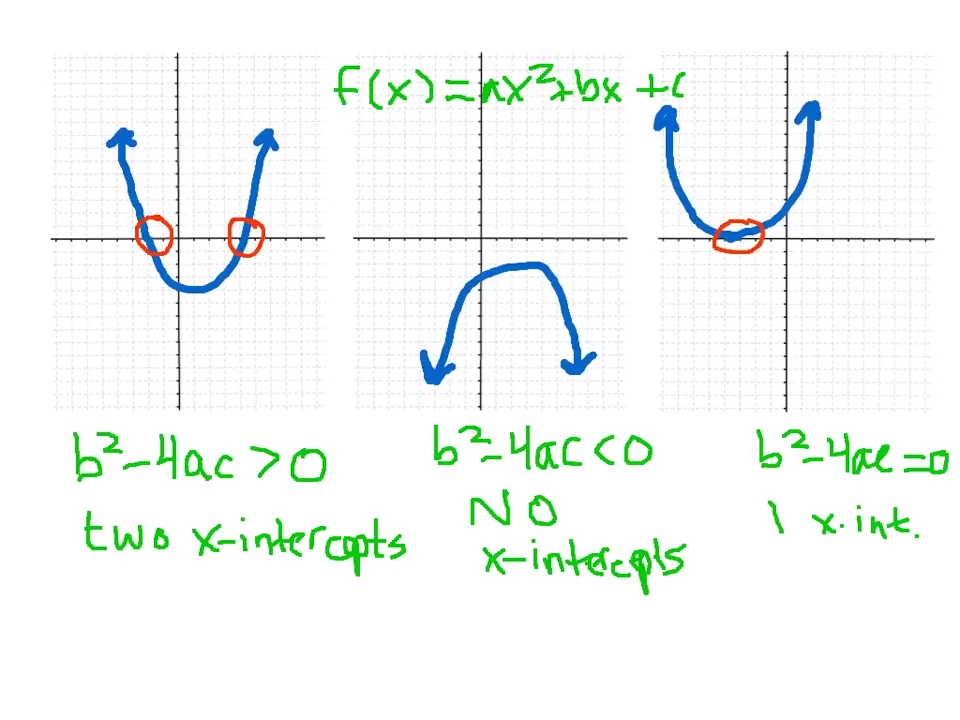 f(x) = ax²+bx +c
b²-4ac > 0
two x-intercepts
b²-4ac < 0
NO
x-intercepts
b²-4ac = 0
1 x.int.